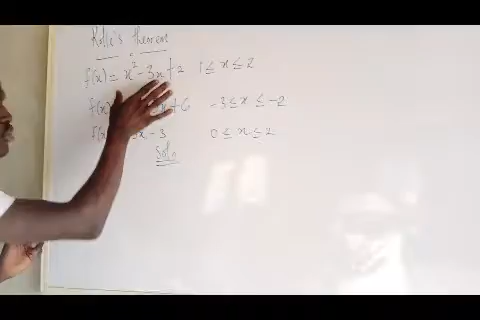 Rolle's theorem
f(x) = x² - 3x + 2 1 ≤ x ≤ 2
f(x) x + 6 -3 ≤ x ≤ -2
f(x x - 3 0 ≤ x ≤ 2
Soln